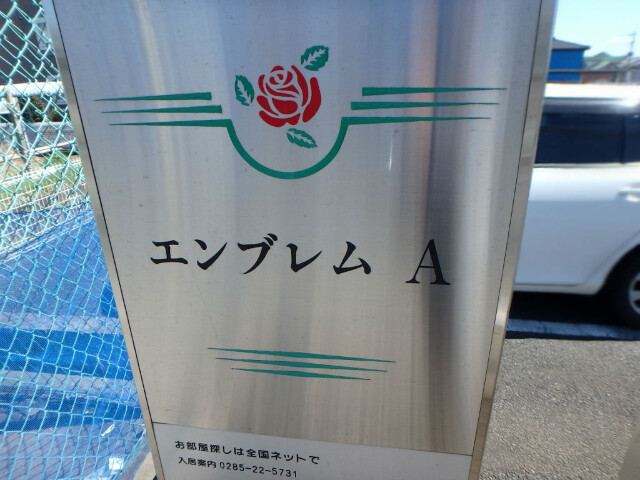 エンブレム A
お部屋探しは全国ネットで
入居案内 0285-22-5731